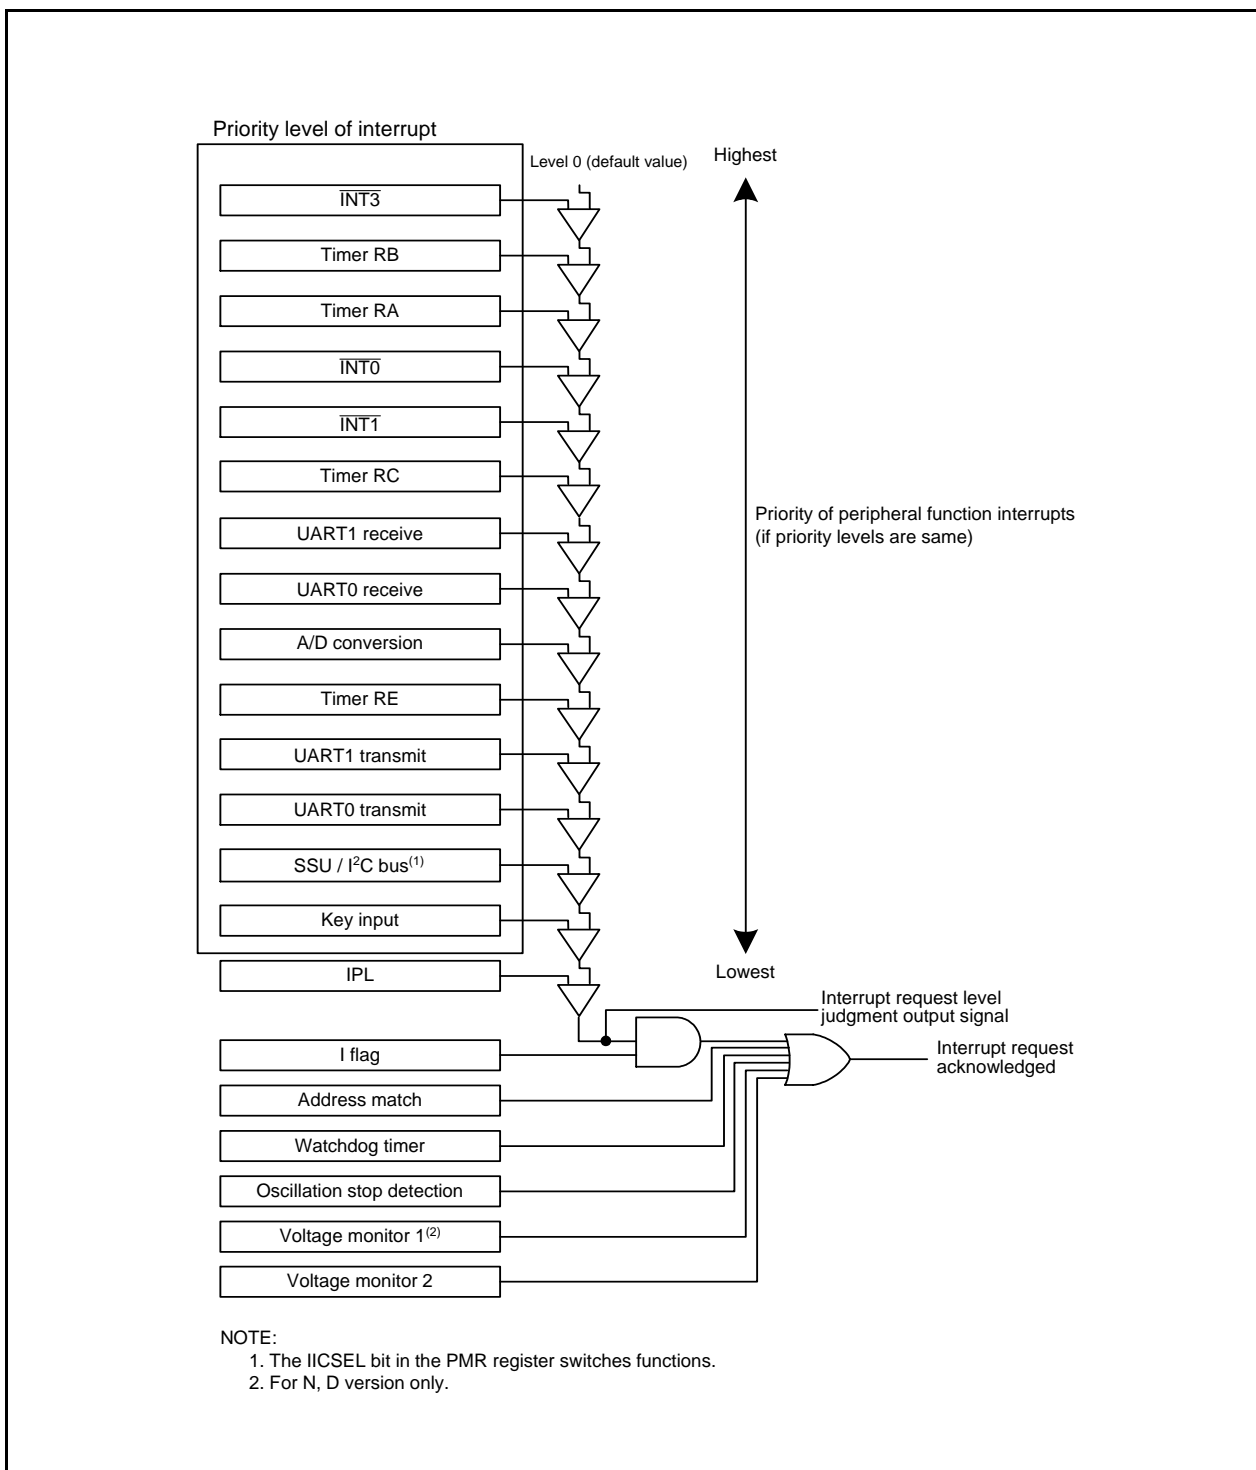 Priority level of interrupt
Level 0 (default value)
Highest
INT3
Timer RB
Timer RA
INT0
INT1
Timer RC
UART1 receive
Priority of peripheral function interrupts
(if priority levels are same)
UART0 receive
A/D conversion
Timer RE
UART1 transmit
UART0 transmit
SSU / I²C bus(1)
Key input
IPL
Lowest
Interrupt request level
judgment output signal
I flag
Interrupt request
acknowledged
Address match
Watchdog timer
Oscillation stop detection
Voltage monitor 1(2)
Voltage monitor 2
NOTE:
1. The IICSEL bit in the PMR register switches functions.
2. For N, D version only.